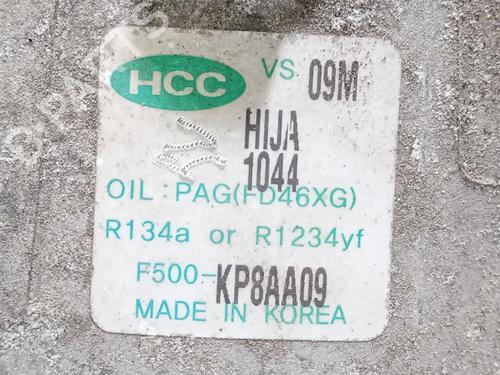 HCC VS 09M
HIJA
1044
OIL : PAG(FD46XG)
R134a or R1234yf
F500-KP8AA09
MADE IN KOREA